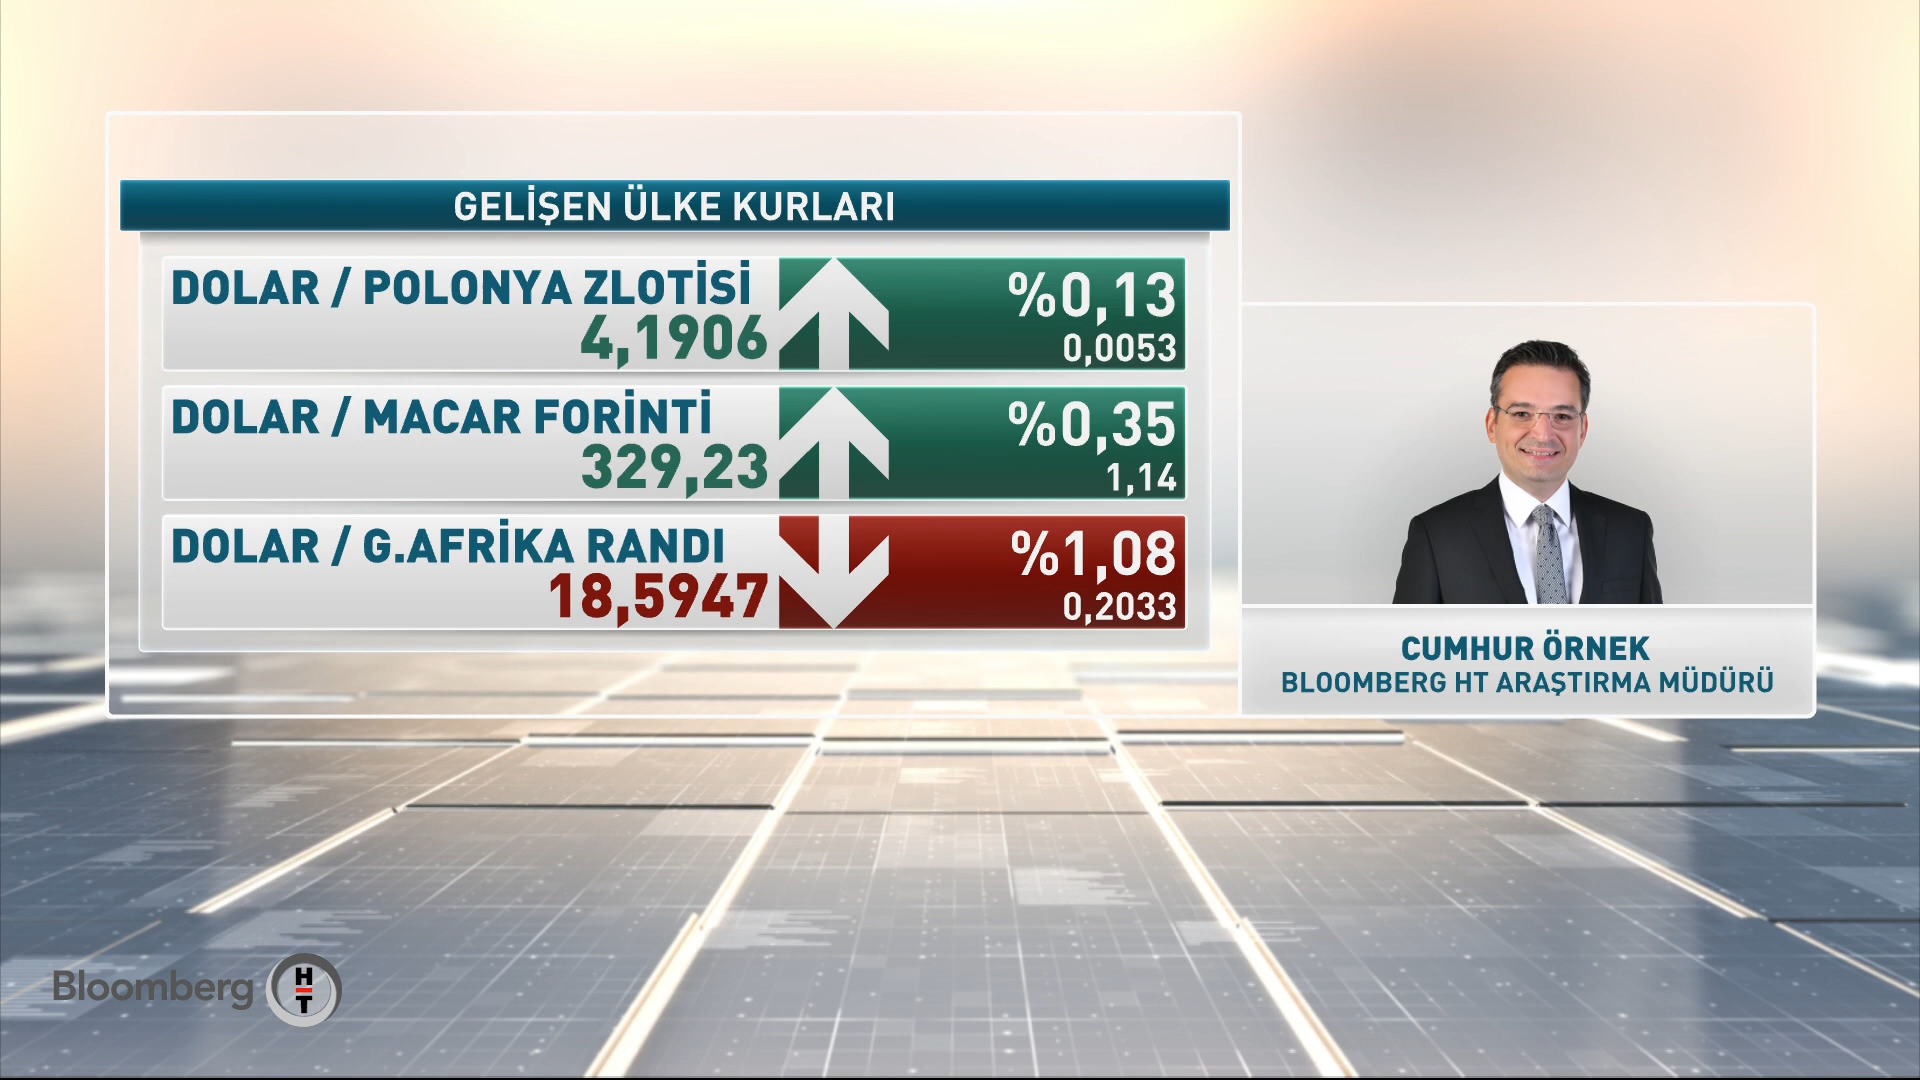 GELİŞEN ÜLKE KURLARI
DOLAR / POLONYA ZLOTİSİ
4,1906
%0,13
0,0053
DOLAR / MACAR FORİNTİ
329,23
%0,35
1,14
DOLAR / G.AFRİKA RANDI
18,5947
%1,08
0,2033
CUMHUR ÖRNEK
BLOOMBERG HT ARAŞTIRMA MÜDÜRÜ
Bloomberg HT